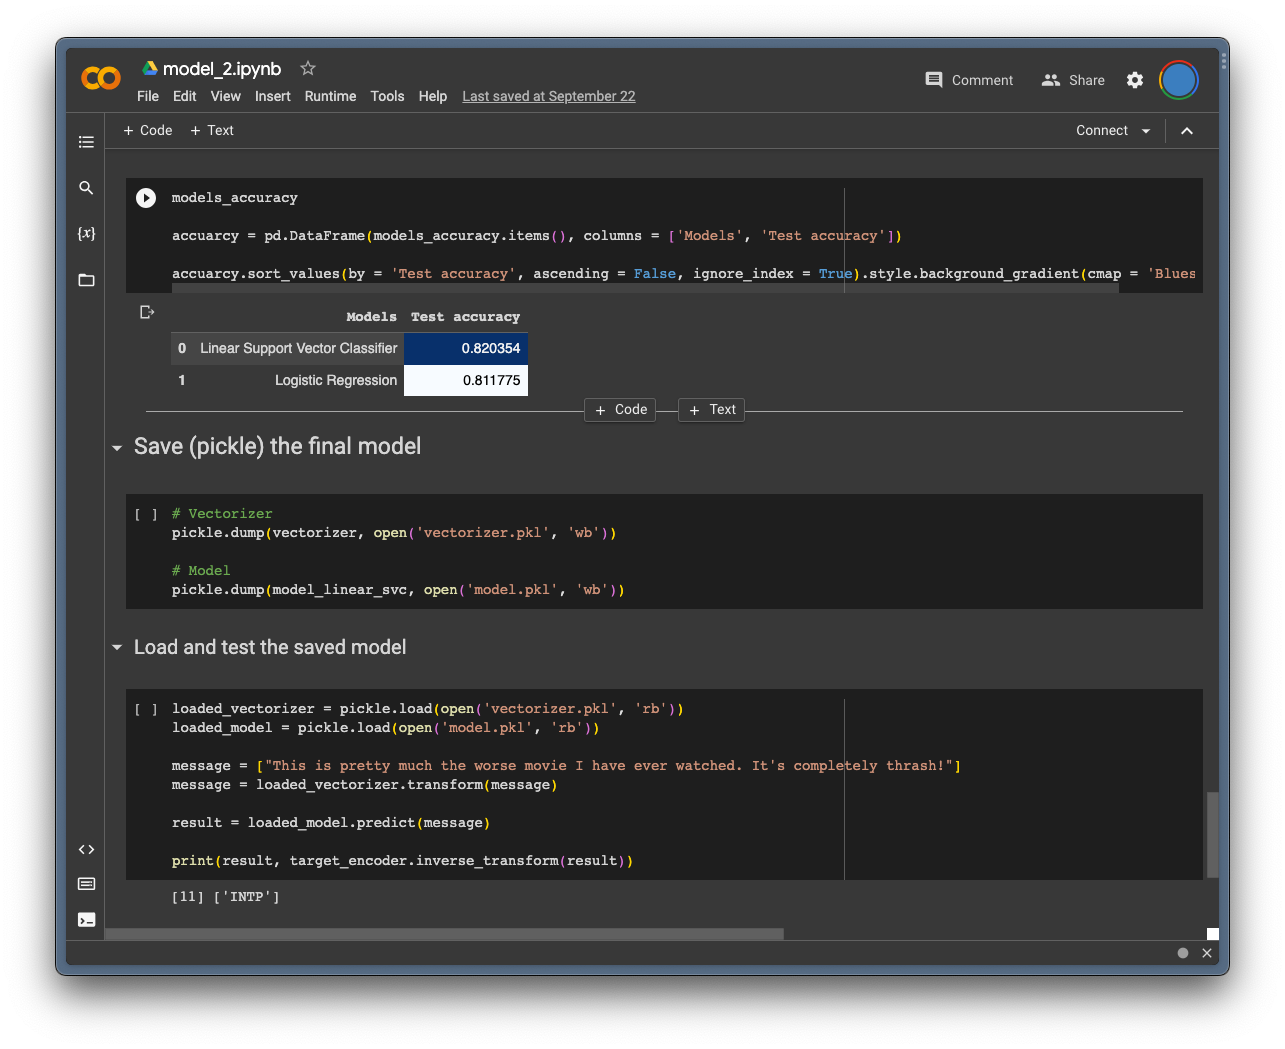 model_2.ipynb
File Edit View Insert Runtime Tools Help Last saved at September 22
Comment Share
+ Code + Text
Connect
{x}
models_accuracy
accuarcy = pd.DataFrame(models_accuracy.items(), columns = ['Models', 'Test accuracy'])
accuarcy.sort_values(by = 'Test accuracy', ascending = False, ignore_index = True).style.background_gradient(cmap = 'Blues
Models Test accuracy
0 Linear Support Vector Classifier 0.820354
1 Logistic Regression 0.811775
+ Code + Text
Save (pickle) the final model
[ ] # Vectorizer
pickle.dump(vectorizer, open('vectorizer.pkl', 'wb'))
# Model
pickle.dump(model_linear_svc, open('model.pkl', 'wb'))
Load and test the saved model
[ ] loaded_vectorizer = pickle.load(open('vectorizer.pkl', 'rb'))
loaded_model = pickle.load(open('model.pkl', 'rb'))
message = ["This is pretty much the worse movie I have ever watched. It's completely thrash!"]
message = loaded_vectorizer.transform(message)
result = loaded_model.predict(message)
print(result, target_encoder.inverse_transform(result))
[11] ['INTP']